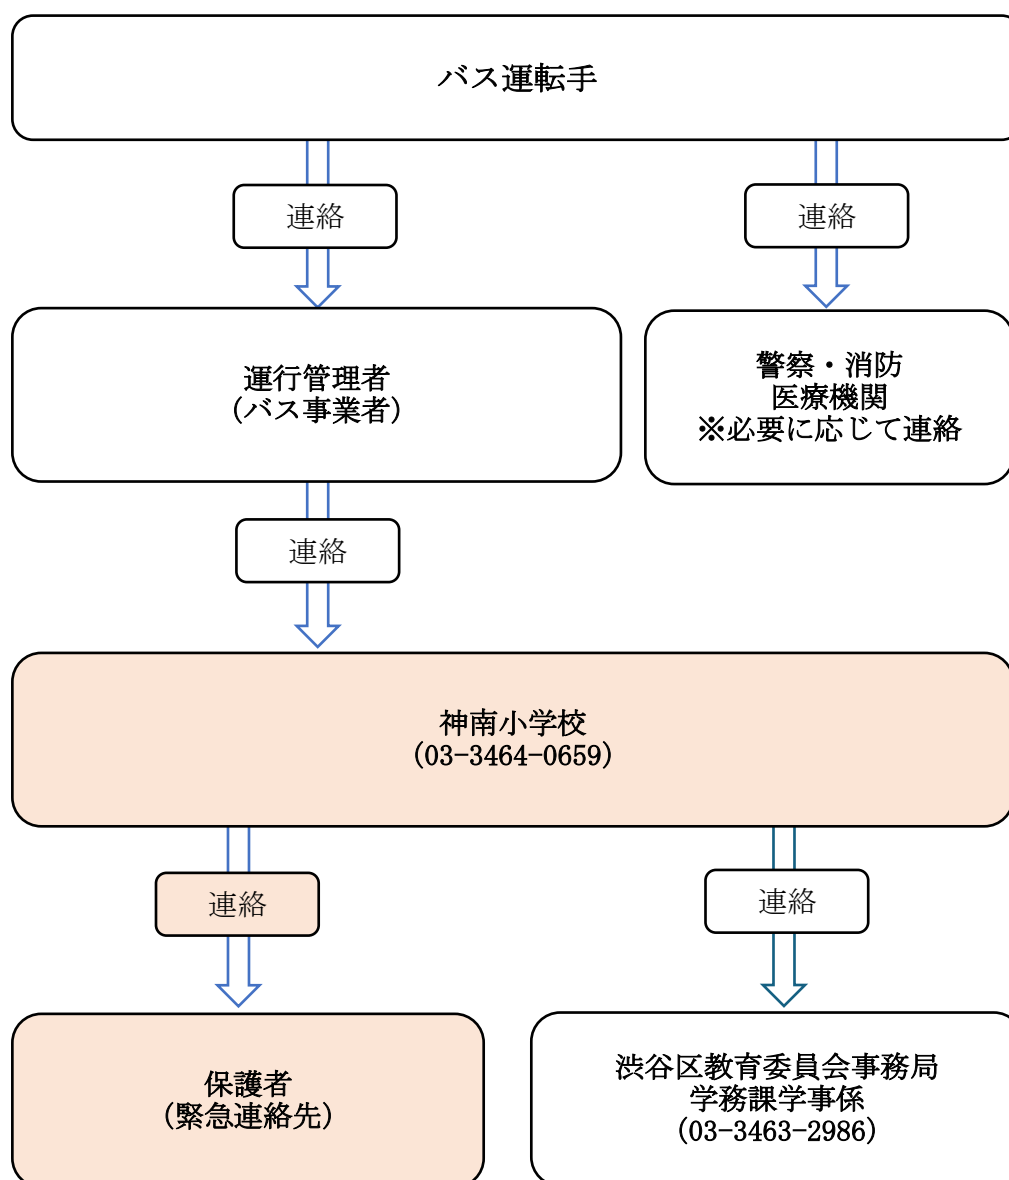 バス運転手
連絡
連絡
運行管理者
(バス事業者)
警察・消防
医療機関
※必要に応じて連絡
連絡
神南小学校
(03-3464-0659)
連絡
連絡
保護者
(緊急連絡先)
渋谷区教育委員会事務局
学務課学事係
(03-3463-2986)